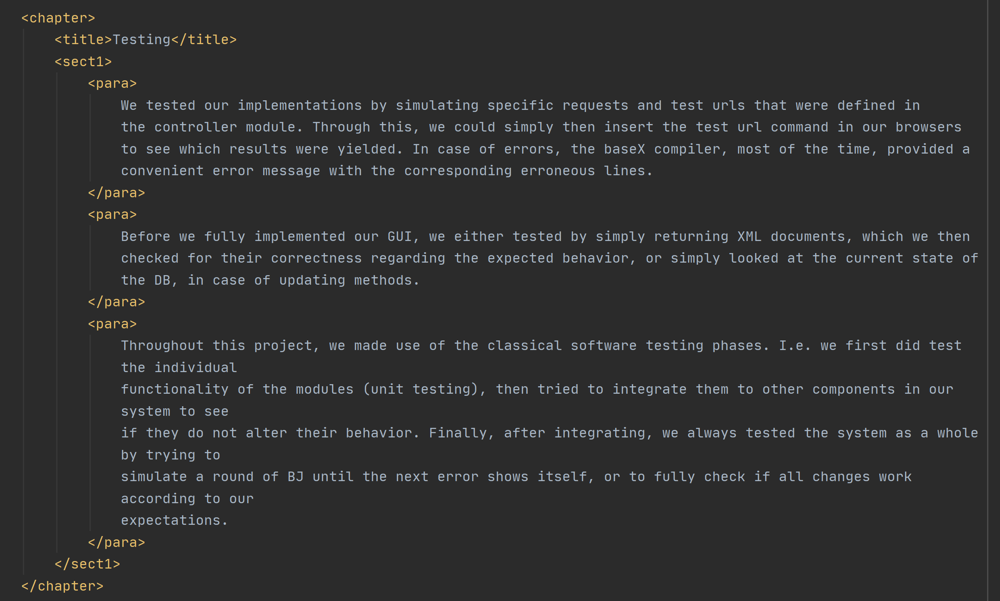 <chapter>
<title>Testing</title>
<sect1>
<para>
We tested our implementations by simulating specific requests and test urls that were defined in
the controller module. Through this, we could simply then insert the test url command in our browsers
to see which results were yielded. In case of errors, the baseX compiler, most of the time, provided a
convenient error message with the corresponding erroneous lines.
</para>
<para>
Before we fully implemented our GUI, we either tested by simply returning XML documents, which we then
checked for their correctness regarding the expected behavior, or simply looked at the current state of
the DB, in case of updating methods.
</para>
<para>
Throughout this project, we made use of the classical software testing phases. I.e. we first did test
the individual
functionality of the modules (unit testing), then tried to integrate them to other components in our
system to see
if they do not alter their behavior. Finally, after integrating, we always tested the system as a whole
by trying to
simulate a round of BJ until the next error shows itself, or to fully check if all changes work
according to our
expectations.
</para>
</sect1>
</chapter>